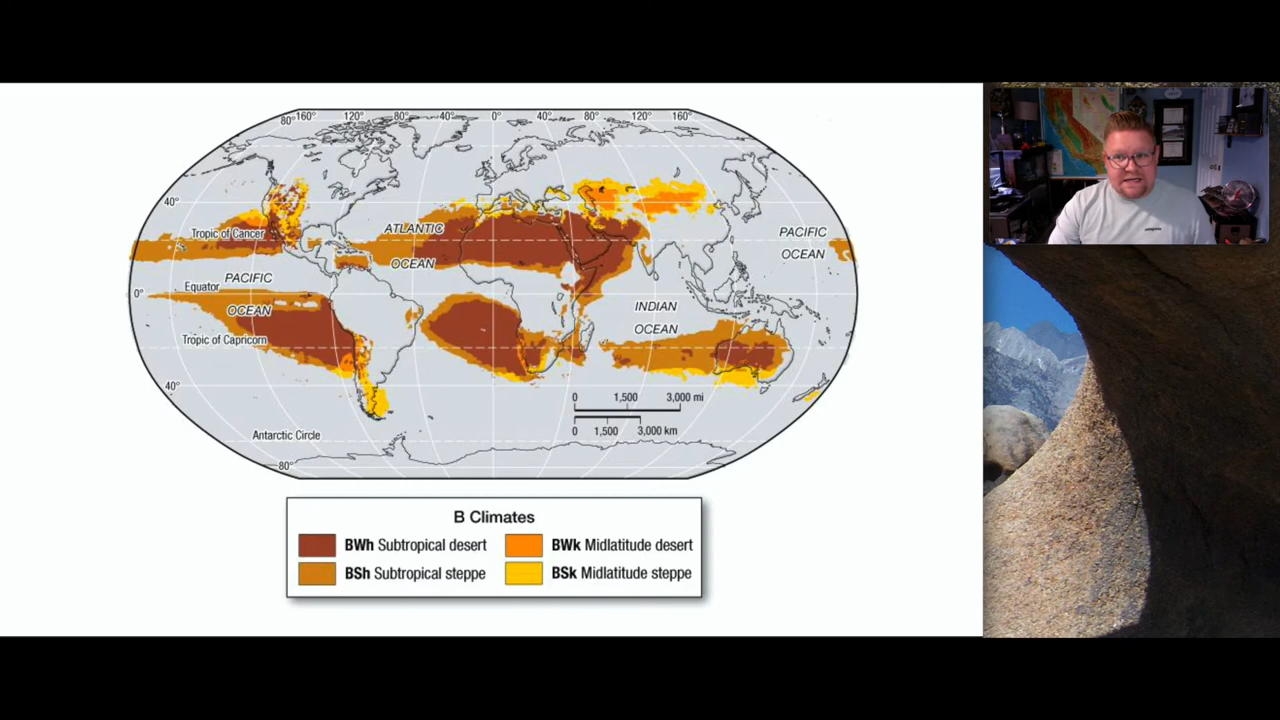 80° 160° 120° 80° 40° 0° 40° 80° 120° 160°
40°
40°
Tropic of Cancer
ATLANTIC
OCEAN
PACIFIC
OCEAN
PACIFIC
OCEAN
Equator
0°
INDIAN
OCEAN
Tropic of Capricorn
40°
40°
0 1,500 3,000 mi
0 1,500 3,000 km
Antarctic Circle
80°
B Climates
BWh Subtropical desert
BWk Midlatitude desert
BSh Subtropical steppe
BSk Midlatitude steppe